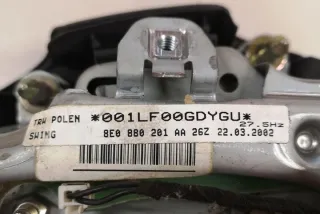 TRW POLEN *001LF00GDYGU*
27.5Hz
SWING 8E0 880 201 AA 26Z 22.03.2002